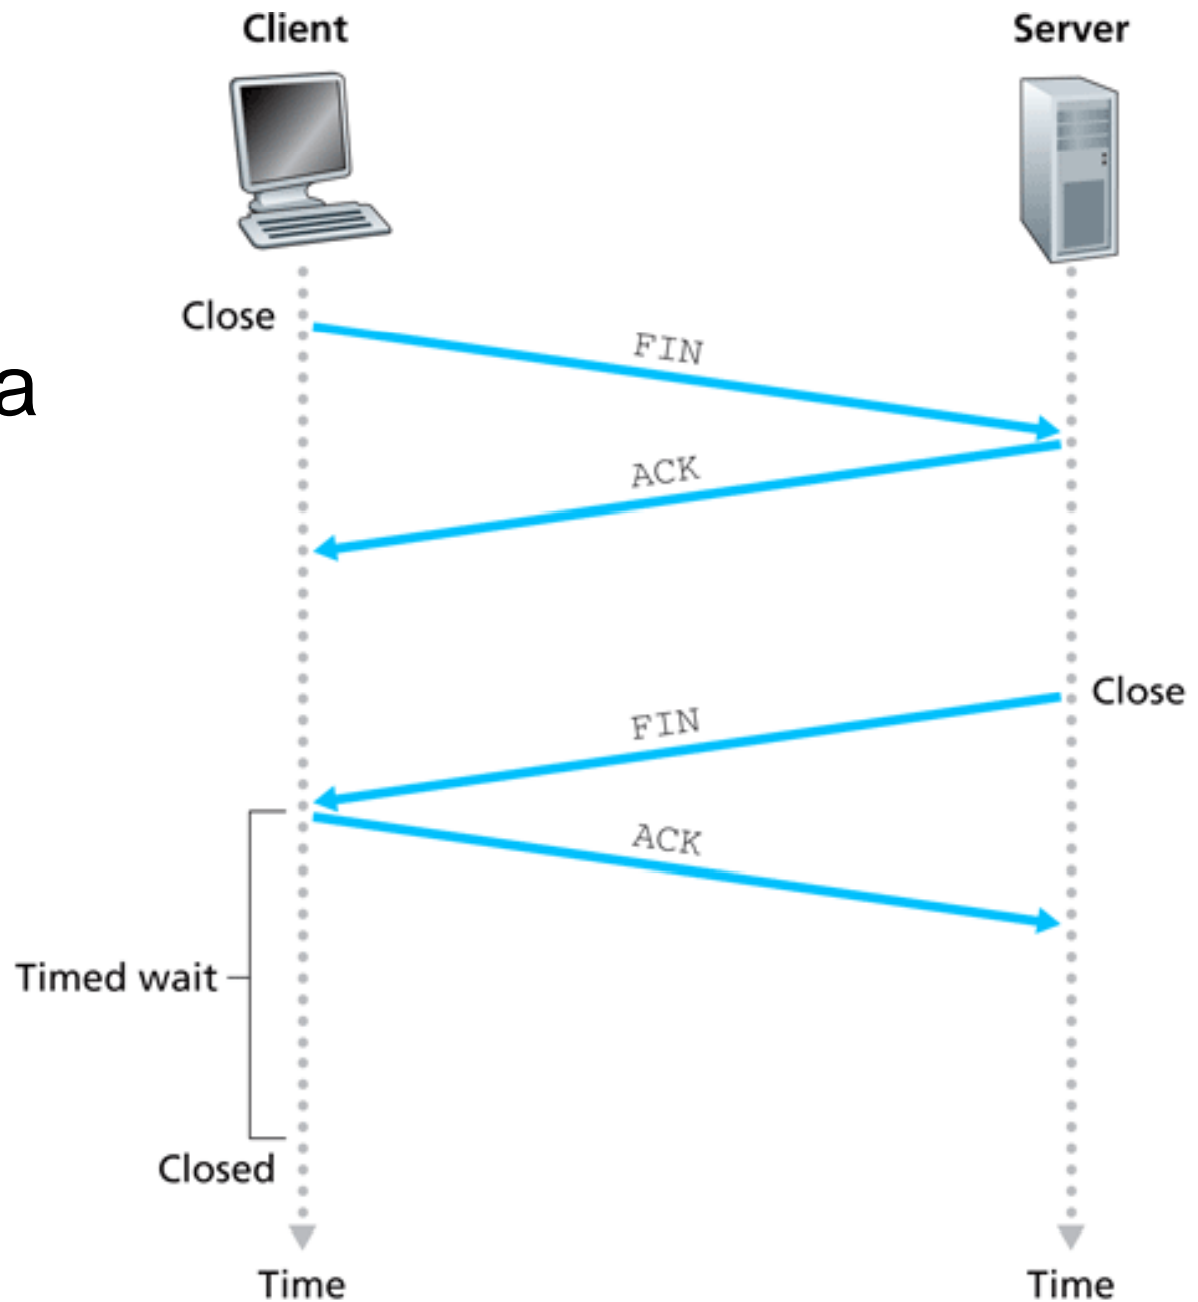 Client
Server
Close
FIN
a
ACK
Close
FIN
ACK
Timed wait
Closed
Time
Time